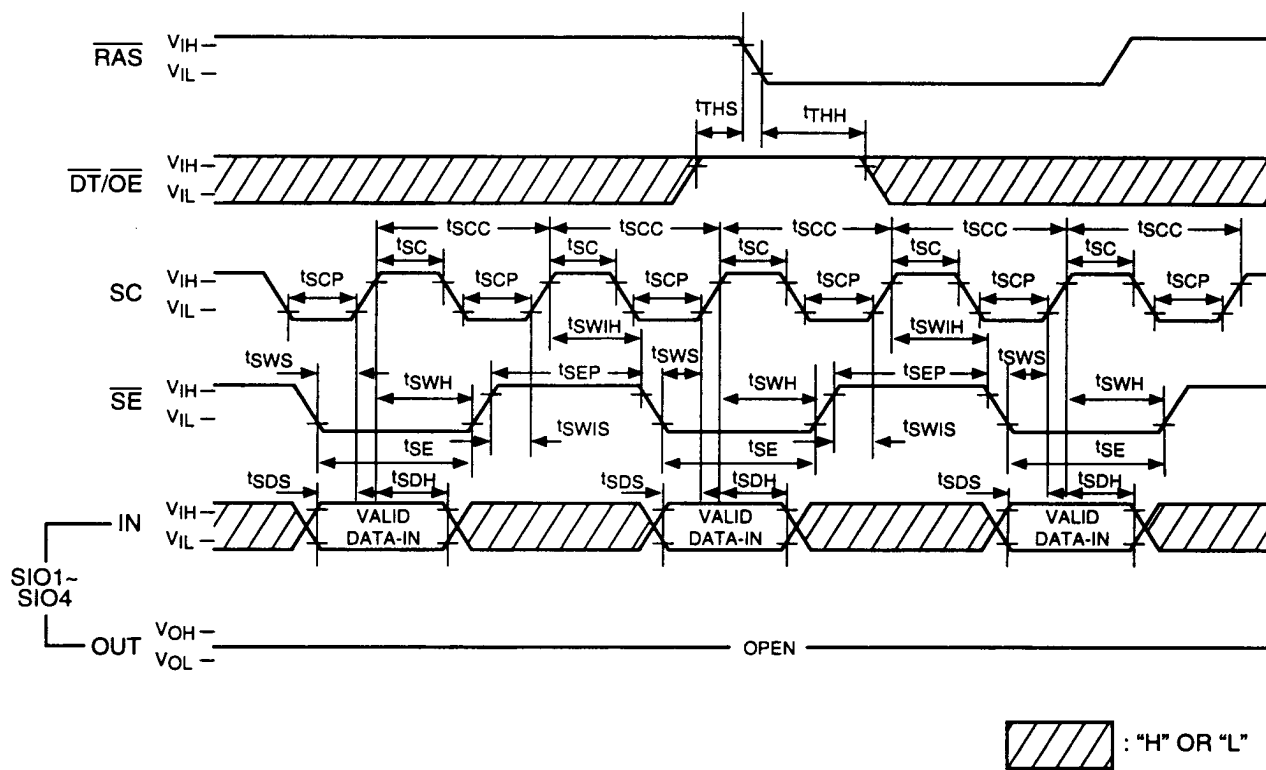 RAS
VIH
VIL
tTHS
tTHH
DT/OE
VIH
VIL
tSCC tSCC tSCC tSCC tSCC
tSC tSC tSC tSC tSC
tSCP tSCP tSCP tSCP tSCP tSCP
SC
VIH
VIL
tSWIH tSWIH
tSWS tSWS tSWS
tSWH tSEP tSWH tSEP tSWH
SE
VIH
VIL
tSWIS tSWIS
tSE tSE tSE
tSDS tSDH tSDS tSDH tSDS tSDH
IN
VIH
VIL
VALID DATA-IN
VALID DATA-IN
VALID DATA-IN
SIO1~
SIO4
OUT
VOH
VOL
OPEN
: "H" OR "L"